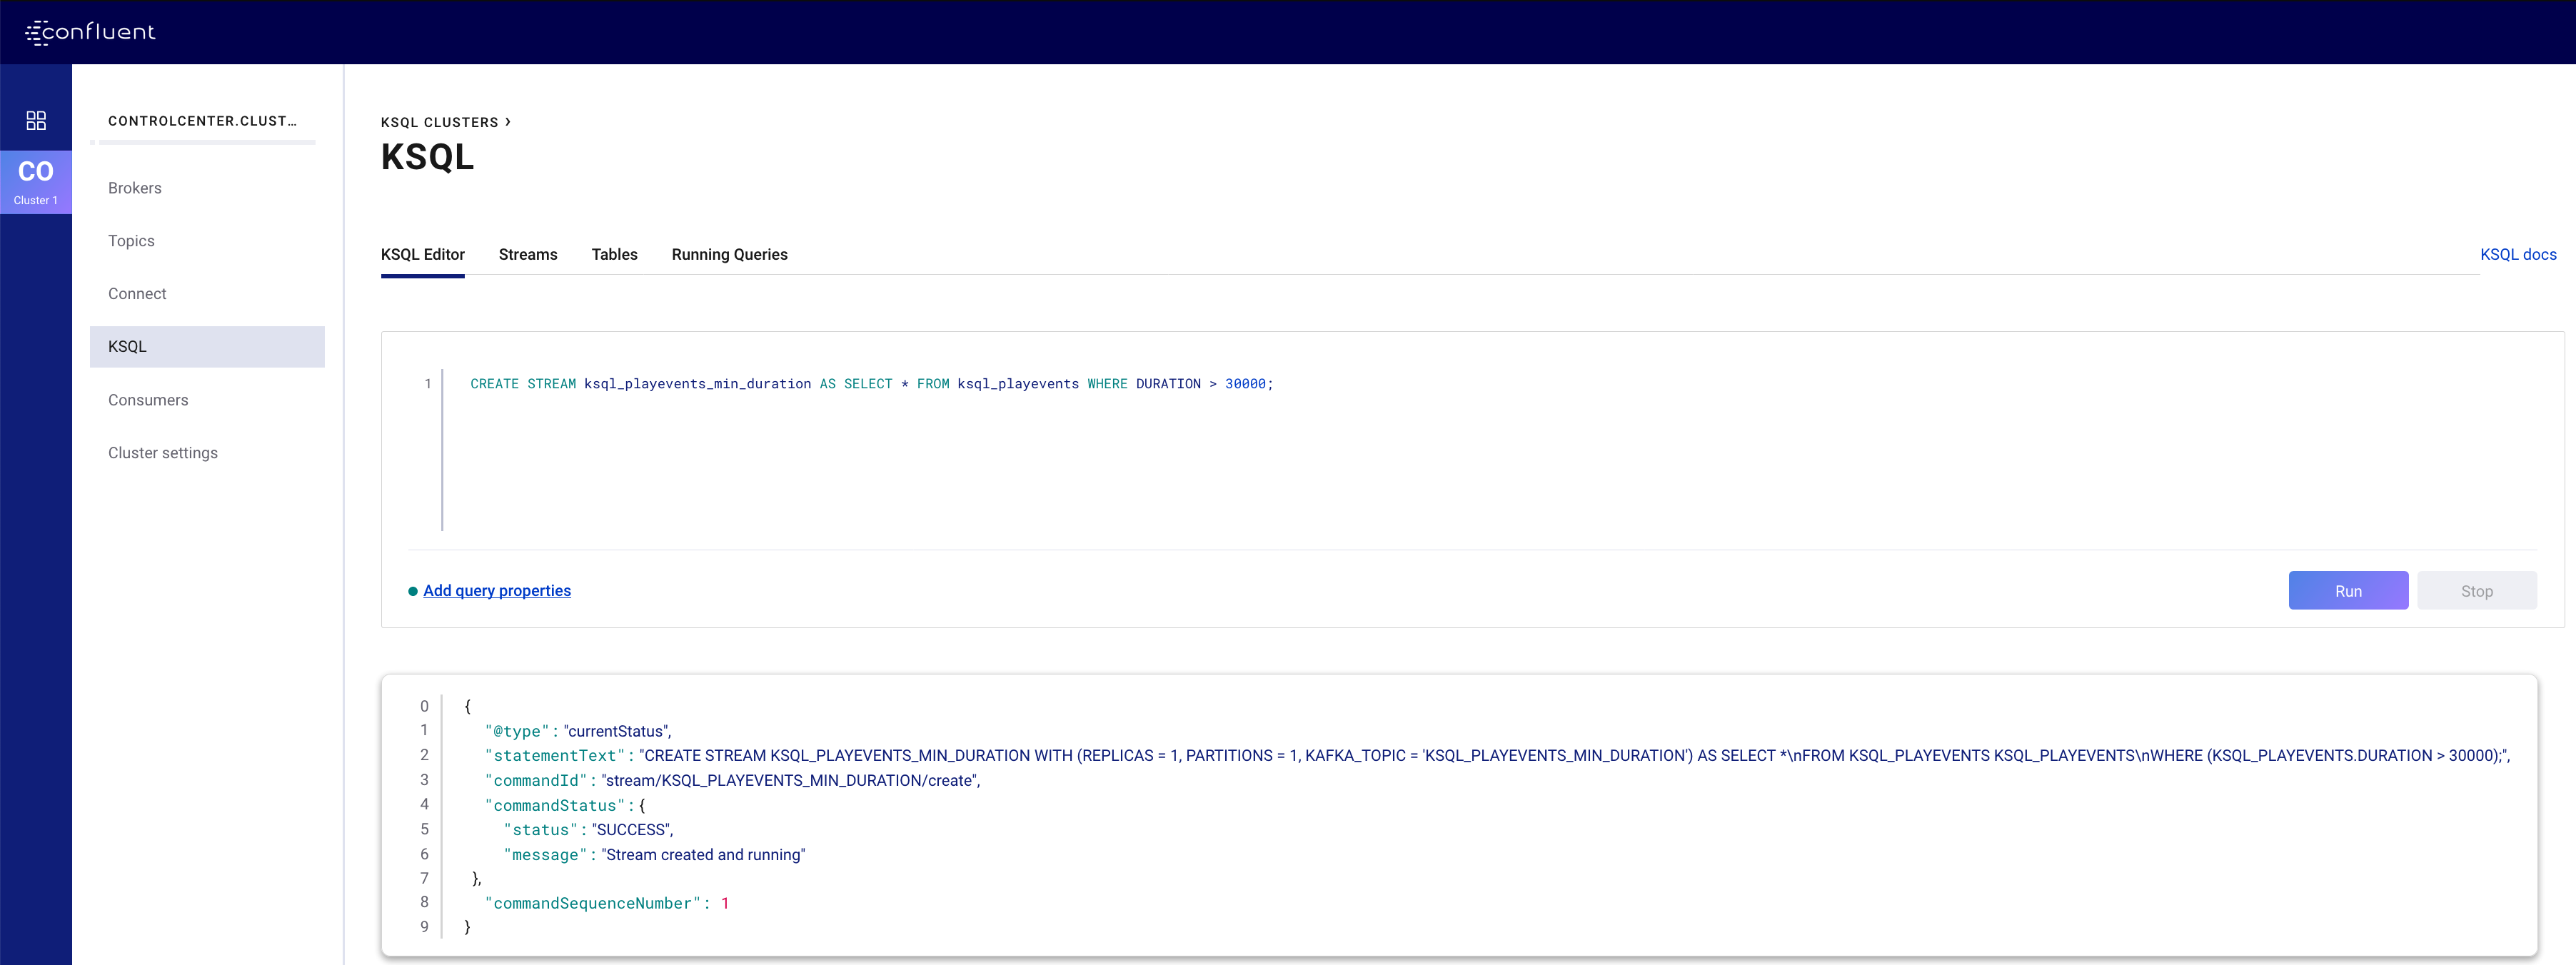 confluent
CO
Cluster 1
CONTROLCENTER.CLUST...
Brokers
Topics
Connect
KSQL
Consumers
Cluster settings
KSQL CLUSTERS >
KSQL
KSQL Editor Streams Tables Running Queries KSQL docs
1 CREATE STREAM ksql_playevents_min_duration AS SELECT * FROM ksql_playevents WHERE DURATION > 30000;
Add query properties Run Stop
0 {
1 "@type": "currentStatus",
2 "statementText": "CREATE STREAM KSQL_PLAYEVENTS_MIN_DURATION WITH (REPLICAS = 1, PARTITIONS = 1, KAFKA_TOPIC = 'KSQL_PLAYEVENTS_MIN_DURATION') AS SELECT *\nFROM KSQL_PLAYEVENTS KSQL_PLAYEVENTS\nWHERE (KSQL_PLAYEVENTS.DURATION > 30000);",
3 "commandId": "stream/KSQL_PLAYEVENTS_MIN_DURATION/create",
4 "commandStatus": {
5 "status": "SUCCESS",
6 "message": "Stream created and running"
7 },
8 "commandSequenceNumber": 1
9 }